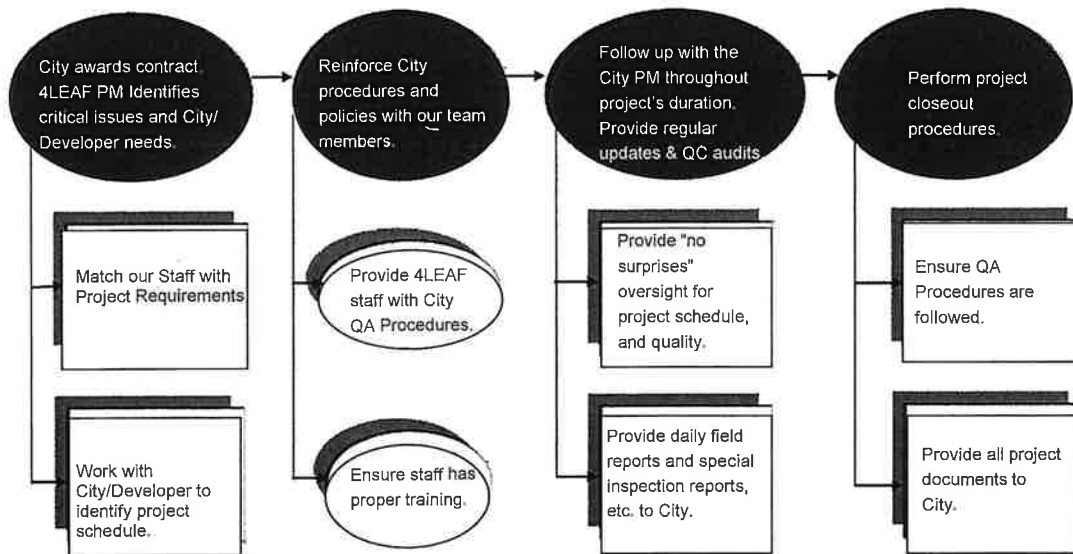 City awards contract.
4LEAF PM Identifies
critical issues and City/
Developer needs.
Reinforce City
procedures and
policies with our team
members.
Follow up with the
City PM throughout
project's duration.
Provide regular
updates & QC audits
Perform project
closeout
procedures.
Match our Staff with
Project Requirements
Provide 4LEAF
staff with City
QA Procedures.
Provide "no
surprises"
oversight for
project schedule,
and quality.
Ensure QA
Procedures are
followed.
Work with
City/Developer to
identify project
schedule.
Ensure staff has
proper training.
Provide daily field
reports and special
inspection reports,
etc. to City.
Provide all project
documents to
City.